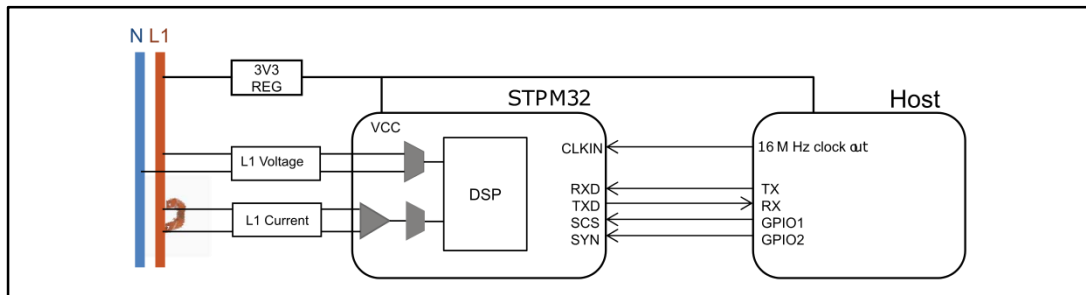 N L1
3V3
REG
STPM32
Host
VCC
CLKIN
16 M Hz clock out
L1 Voltage
DSP
RXD
TX
TXD
RX
L1 Current
SCS
GPIO1
SYN
GPIO2